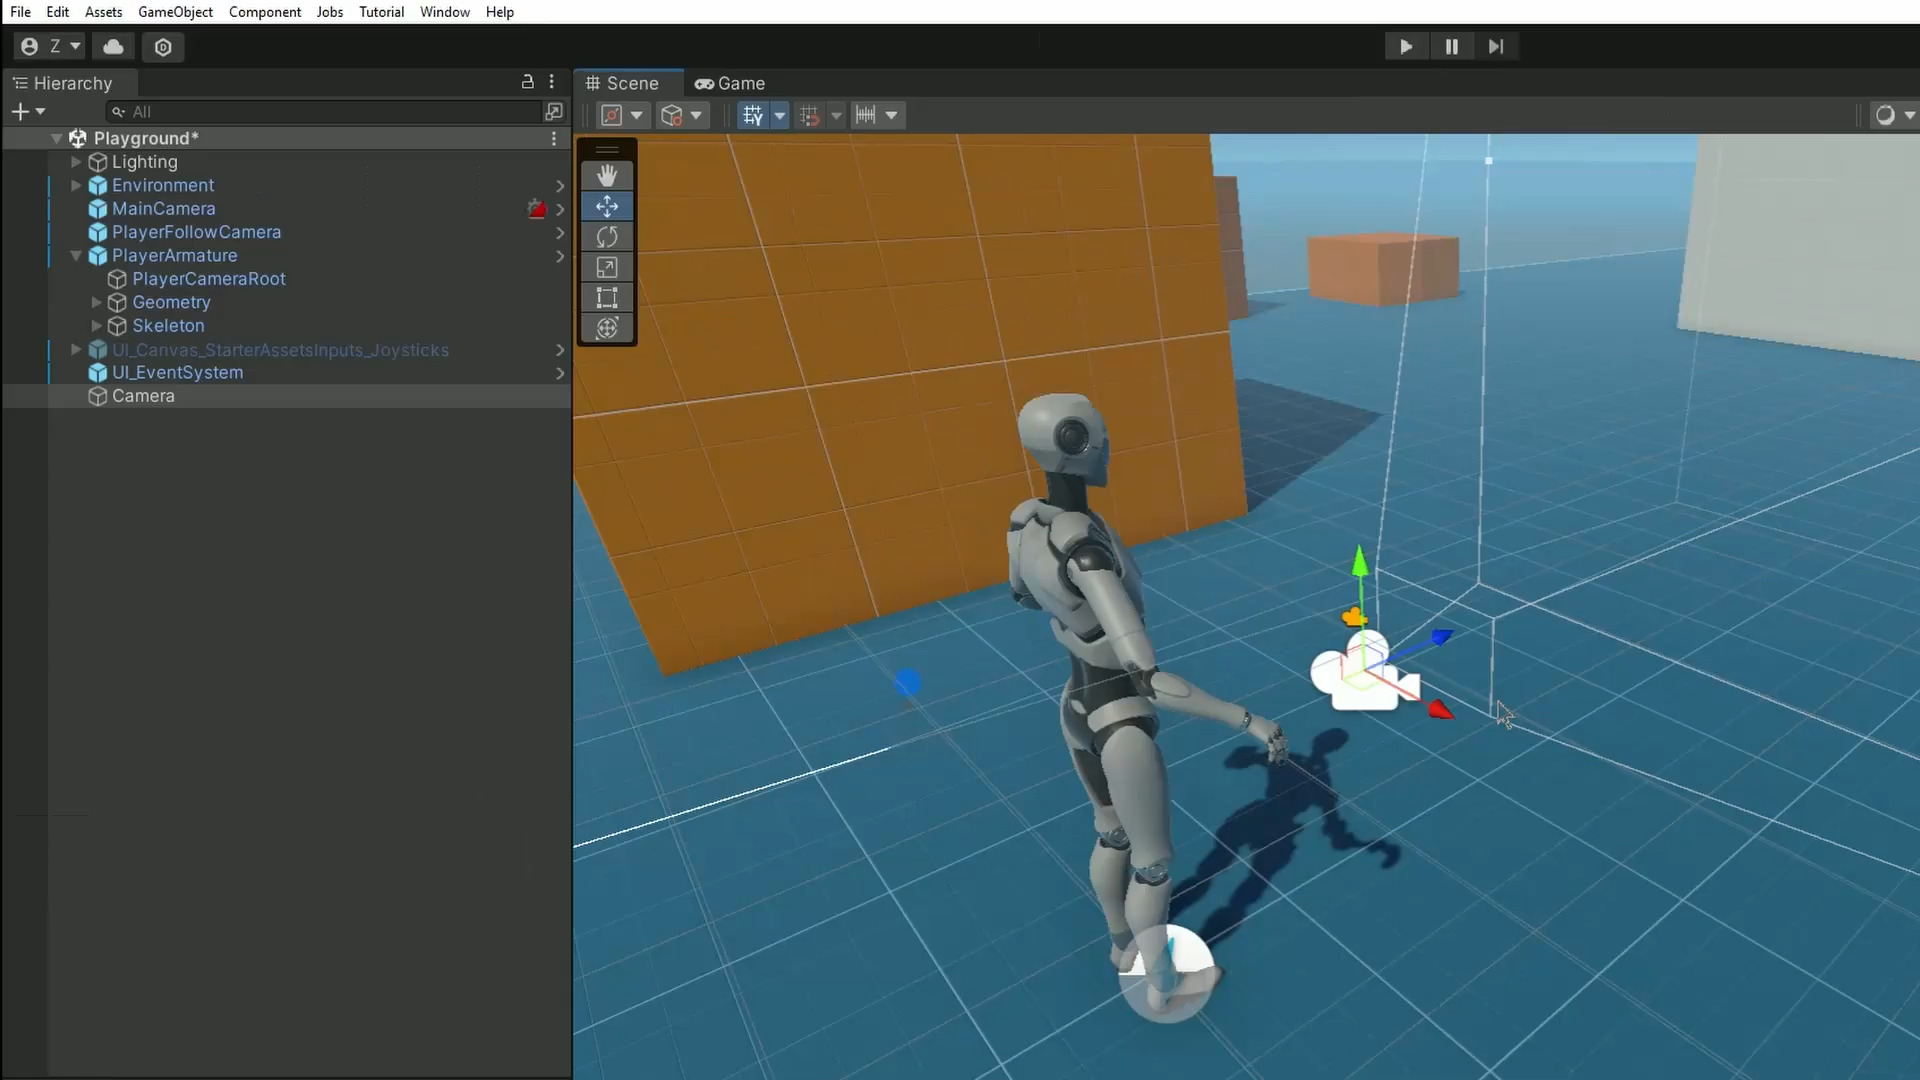 File Edit Assets GameObject Component Jobs Tutorial Window Help
Z
Hierarchy
Scene
Game
All
Playground*
Lighting
Environment
MainCamera
PlayerFollowCamera
PlayerArmature
PlayerCameraRoot
Geometry
Skeleton
UI_Canvas_StarterAssetsInputs_Joysticks
UI_EventSystem
Camera